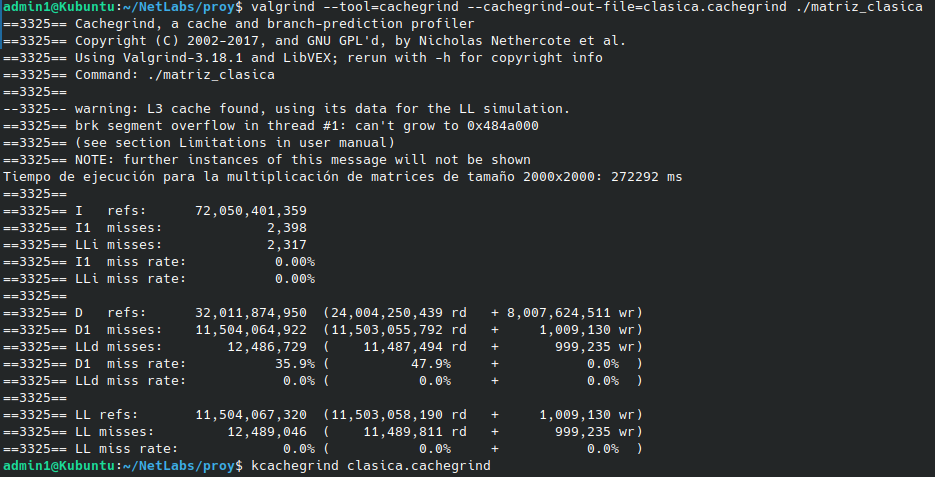 admin1@Kubuntu:~/NetLabs/proy$ valgrind --tool=cachegrind --cachegrind-out-file=clasica.cachegrind ./matriz_clasica
==3325== Cachegrind, a cache and branch-prediction profiler
==3325== Copyright (C) 2002-2017, and GNU GPL'd, by Nicholas Nethercote et al.
==3325== Using Valgrind-3.18.1 and LibVEX; rerun with -h for copyright info
==3325== Command: ./matriz_clasica
==3325==
--3325-- warning: L3 cache found, using its data for the LL simulation.
==3325== brk segment overflow in thread #1: can't grow to 0x484a000
==3325== (see section Limitations in user manual)
==3325== NOTE: further instances of this message will not be shown
Tiempo de ejecución para la multiplicación de matrices de tamaño 2000x2000: 272292 ms
==3325==
==3325== I   refs:      72,050,401,359
==3325== I1  misses:             2,398
==3325== LLi misses:             2,317
==3325== I1  miss rate:           0.00%
==3325== LLi miss rate:           0.00%
==3325==
==3325== D   refs:      32,011,874,950  (24,004,250,439 rd   + 8,007,624,511 wr)
==3325== D1  misses:    11,504,064,922  (11,503,055,792 rd   +     1,009,130 wr)
==3325== LLd misses:        12,486,729  (    11,487,494 rd   +       999,235 wr)
==3325== D1  miss rate:           35.9% (          47.9%     +           0.0%  )
==3325== LLd miss rate:            0.0% (           0.0%     +           0.0%  )
==3325==
==3325== LL refs:       11,504,067,320  (11,503,058,190 rd   +     1,009,130 wr)
==3325== LL misses:         12,489,046  (    11,489,811 rd   +       999,235 wr)
==3325== LL miss rate:             0.0% (           0.0%     +           0.0%  )
admin1@Kubuntu:~/NetLabs/proy$ kcachegrind clasica.cachegrind